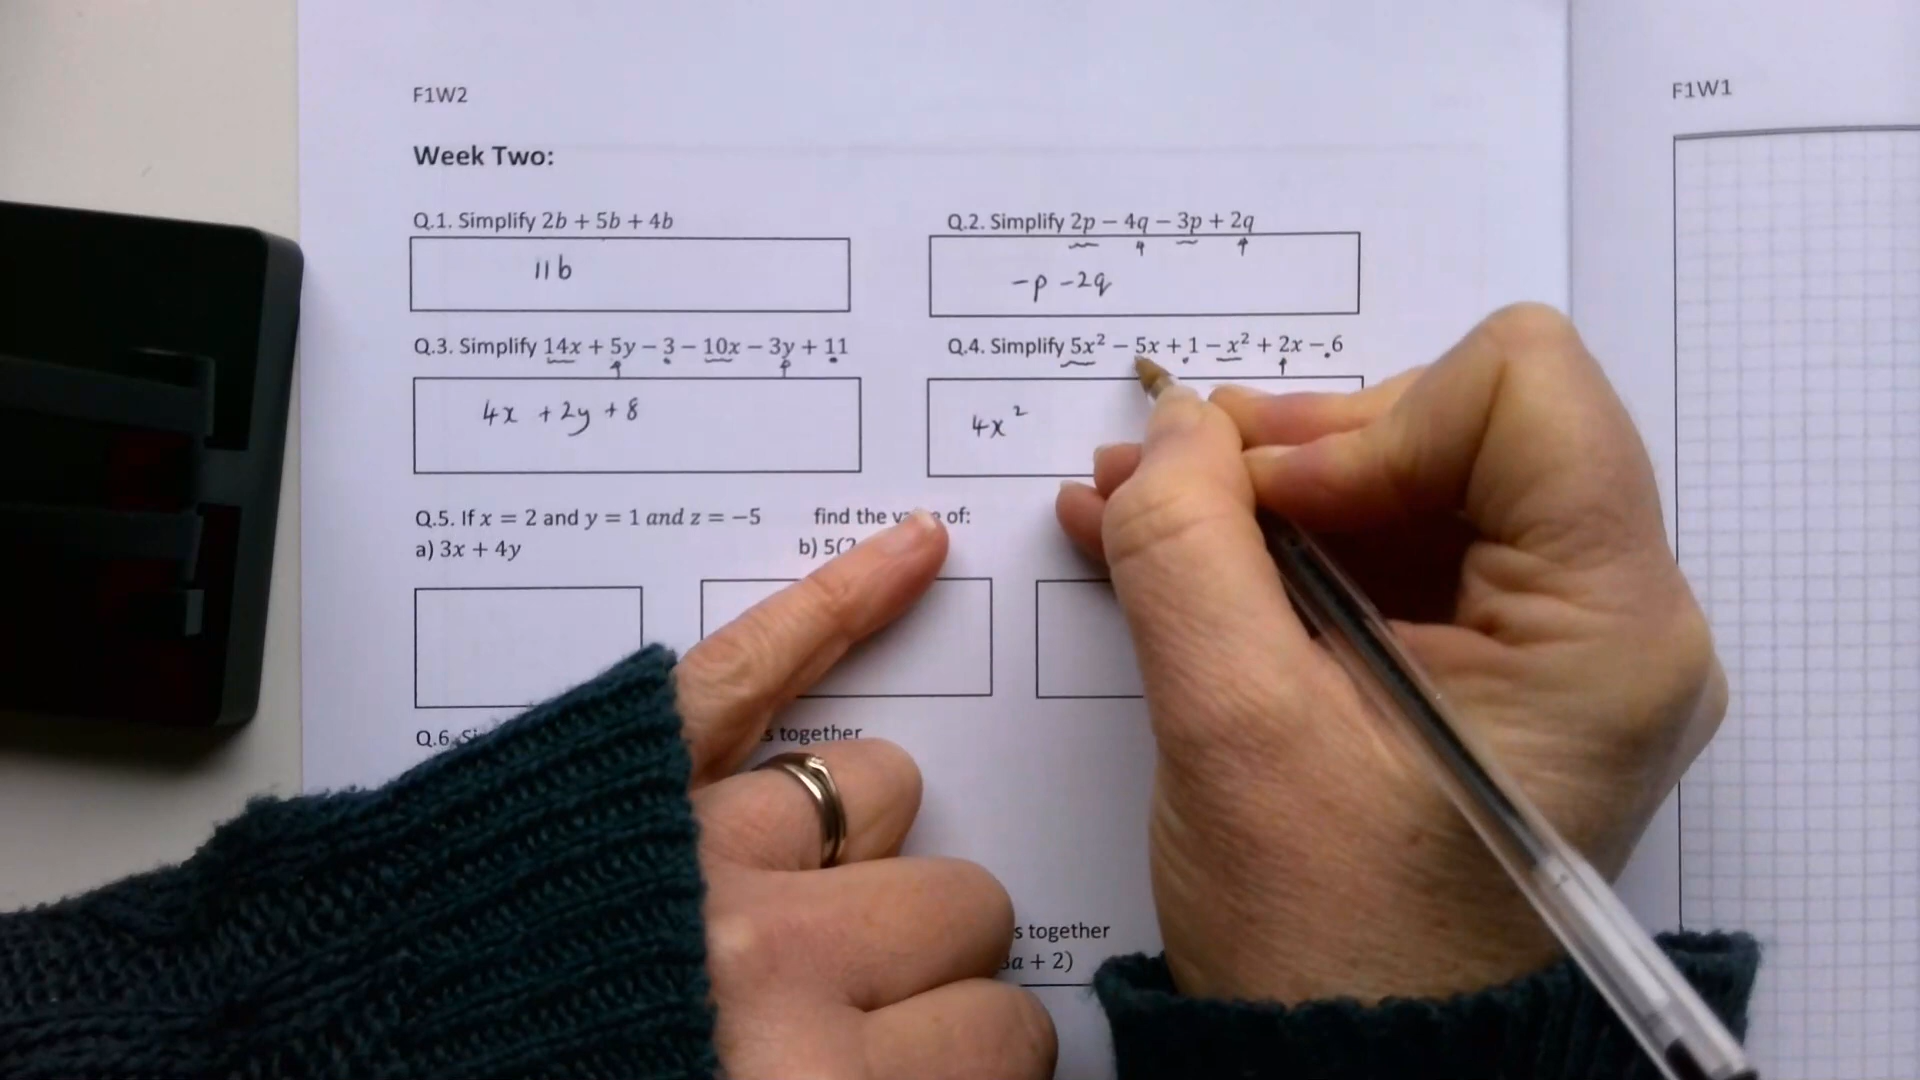 F1W2
F1W1
Week Two:
Q.1. Simplify 2b + 5b + 4b
11b
Q.2. Simplify 2p − 4q − 3p + 2q
-p -2q
Q.3. Simplify 14x + 5y − 3 − 10x − 3y + 11
4x +2y +8
Q.4. Simplify 5x² − 5x + 1 − x² + 2x − 6
4x²
Q.5. If x = 2 and y = 1 and z = −5 find the of:
a) 3x + 4y
b) 5(
Q.6.
together
together
a + 2)